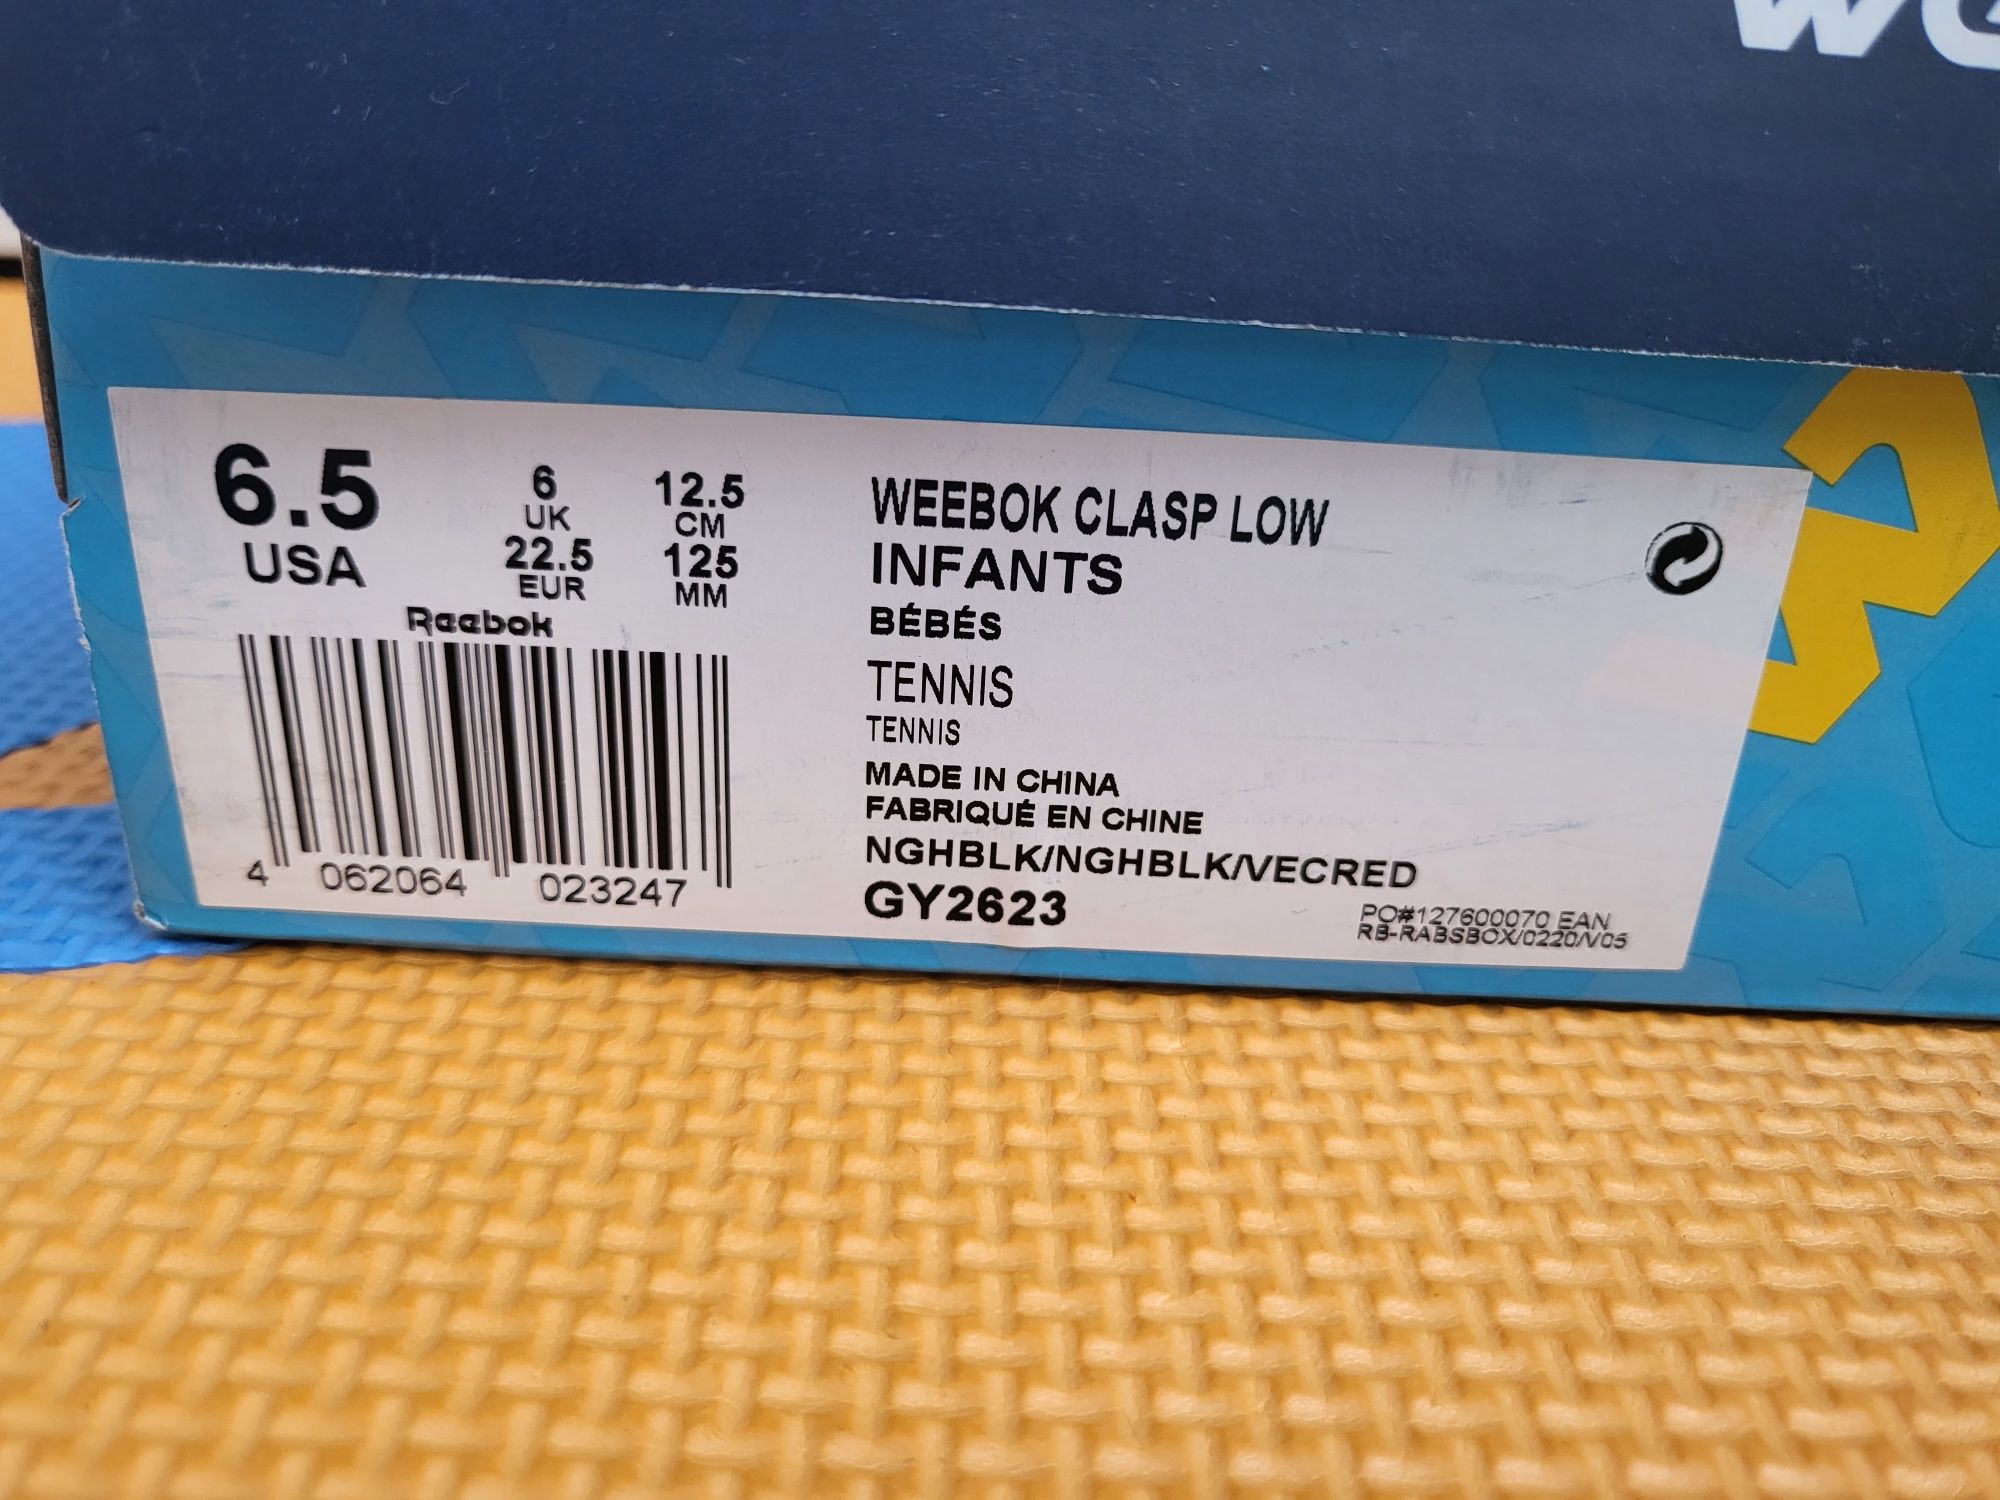 6.5
USA
6
UK
22.5
EUR
12.5
CM
125
MM
Reebok
4 062064 023247
WEEBOK CLASP LOW
INFANTS
BÉBÉS
TENNIS
TENNIS
MADE IN CHINA
FABRIQUÉ EN CHINE
NGHBLK/NGHBLK/VECRED
GY2623
PO#127600070 EAN
RB-RABSBOX/0220/V05